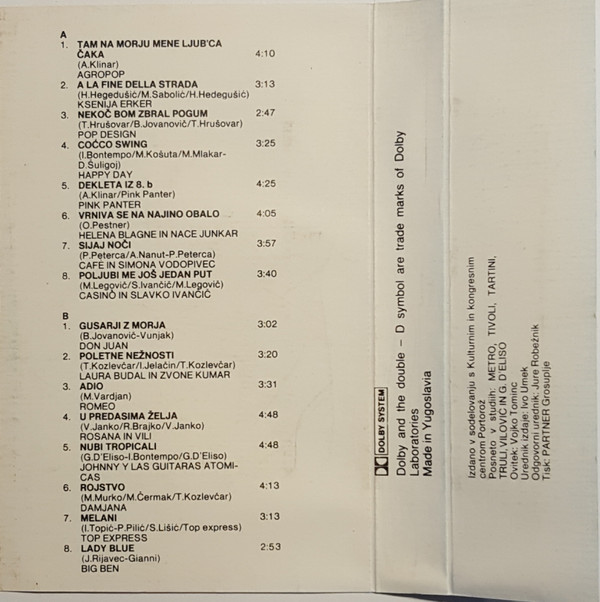 A
1. TAM NA MORJU MENE LJUB'CA
ČAKA 4:10
(A.Klinar)
AGROPOP
2. A LA FINE DELLA STRADA 3:13
(H.Hegedušić/M.Sabolić/H.Hedegušić)
KSENIJA ERKER
3. NEKOČ BOM ZBRAL POGUM 2:47
(T.Hrušovar/B.Jovanovič/T.Hrušovar)
POP DESIGN
4. COĆCO SWING 3:25
(I.Bontempo/M.Košuta/M.Mlakar-
D.Šuligoj)
HAPPY DAY
5. DEKLETA IZ 8. b 4:25
(A.Klinar/Pink Panter)
PINK PANTER
6. VRNIVA SE NA NAJINO OBALO 4:05
(O.Pestner)
HELENA BLAGNE IN NACE JUNKAR
7. SIJAJ NOČI 3:57
(P.Peterca/A.Nanut-P.Peterca)
CAFE IN SIMONA VODOPIVEC
8. POLJUBI ME JOŠ JEDAN PUT 3:40
(M.Legović/S.Ivančić/M.Legović)
CASINO IN SLAVKO IVANČIĆ
B
1. GUSARJI Z MORJA 3:02
(B.Jovanović-Vunjak)
DON JUAN
2. POLETNE NEŽNOSTI 3:20
(T.Kozlevčar/I.Jelačin/T.Kozlevčar)
LAURA BUDAL IN ZVONE KUMAR
3. ADIO 3:31
(M.Vardjan)
ROMEO
4. U PREDASIMA ŽELJA 4:48
(V.Janko/R.Brajko/V.Janko)
ROSANA IN VILI
5. NUBI TROPICALI 4:48
(G.D'Eliso-I.Bontempo/G.D'Eliso)
JOHNNY Y LAS GUITARAS ATOMI-
CAS
6. ROJSTVO 4:13
(M.Murko/M.Čermak/T.Kozlevčar)
DAMJANA
7. MELANI 3:13
(I.Topić-P.Pilić/S.Lišić/Top express)
TOP EXPRESS
8. LADY BLUE 2:53
(J.Rijavec-Gianni)
BIG BEN
DOLBY SYSTEM
Dolby and the double – D symbol are trade marks of Dolby
Laboratories
Made in Yugoslavia
Izdano v sodelovanju s Kulturnim in kongresnim
centrom Portorož
Posneto v studiih: METRO, TIVOLI, TARTINI,
TRULI, VILOVIČ IN G. D'ELISO
Ovitek: Vojko Tominc
Urednik izdaje: Ivo Umek
Odgovorni urednik: Jure Robežnik
Tisk: PARTNER Grosuplje